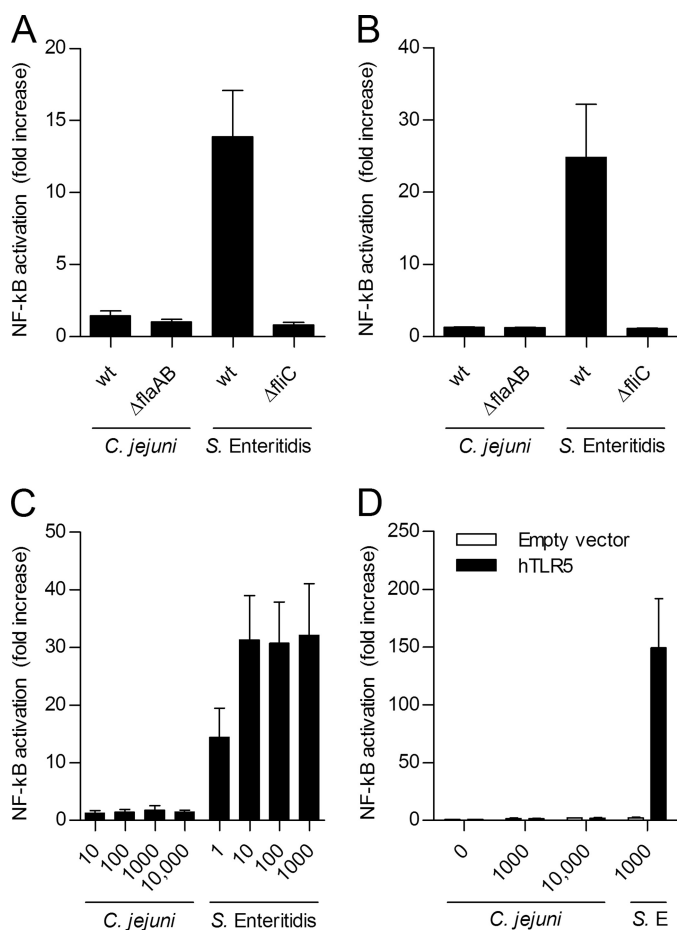 A
NF-kB activation (fold increase)
20
15
10
5
0
wt
ΔflaAB
wt
ΔfliC
C. jejuni
S. Enteritidis
B
NF-kB activation (fold increase)
40
30
20
10
0
wt
ΔflaAB
wt
ΔfliC
C. jejuni
S. Enteritidis
C
NF-kB activation (fold increase)
50
40
30
20
10
0
10
100
1000
10,000
1
10
100
1000
C. jejuni
S. Enteritidis
D
NF-kB activation (fold increase)
250
200
150
100
50
0
Empty vector
hTLR5
0
1000
10,000
1000
C. jejuni
S. E